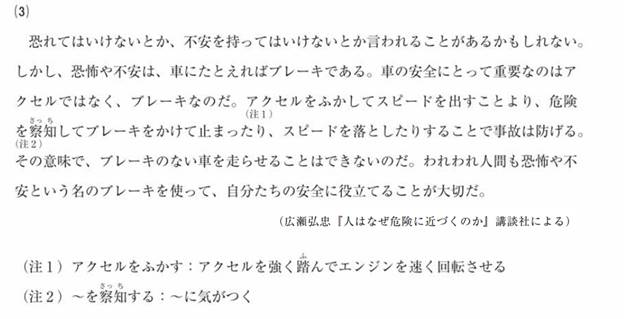 (3)
恐れてはいけないとか、不安を持ってはいけないとか言われることがあるかもしれない。
しかし、恐怖や不安は、車にたとえればブレーキである。車の安全にとって重要なのはア
クセルではなく、ブレーキなのだ。アクセルをふかしてスピードを出すことより、危険
(注1)
さっち
を察知してブレーキをかけて止まったり、スピードを落としたりすることで事故は防げる。
(注2)
その意味で、ブレーキのない車を走らせることはできないのだ。われわれ人間も恐怖や不
安という名のブレーキを使って、自分たちの安全に役立てることが大切だ。
(広瀬弘忠『人はなぜ危険に近づくのか』講談社による)
ふ
(注1)アクセルをふかす:アクセルを強く踏んでエンジンを速く回転させる
さっち
(注2)～を察知する:～に気がつく